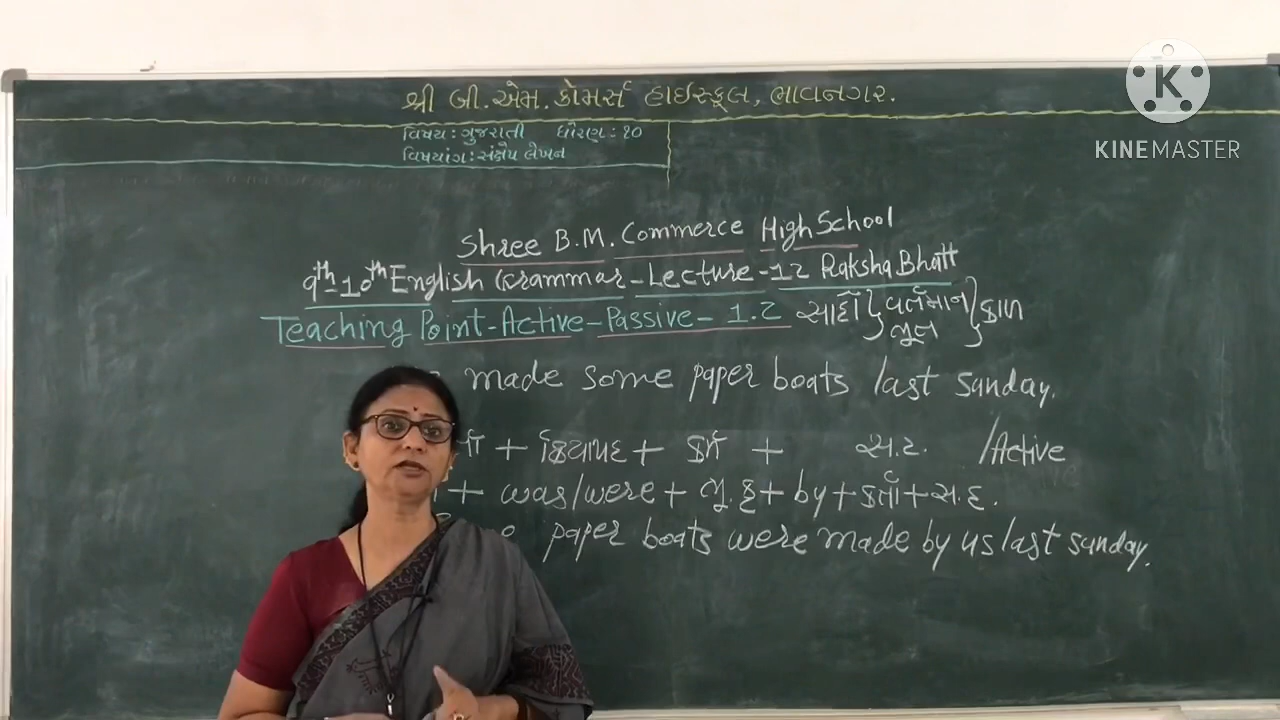 શ્રી બી.એમ. કોમર્સ હાઈસ્કૂલ, ભાવનગર.
વિષય: ગુજરાતી ધોરણ: ૧૦
વિષયાંગ: સંક્ષેપ લેખન
K
KINEMASTER
Shree B.M. Commerce High School
9th-10th English Grammar-Lecture-12 Raksha Bhatt
Teaching Point-Active-Passive-1.2 સાદો } વર્તમાન ભૂત } કાળ
made some paper boats last sunday.
+ ક્રિયાપદ + કર્મ + સ.ર. /Active
+ was/were + ભૂ.કૃ + by + કર્તા + સ.દ.
paper boats were made by us last sunday.